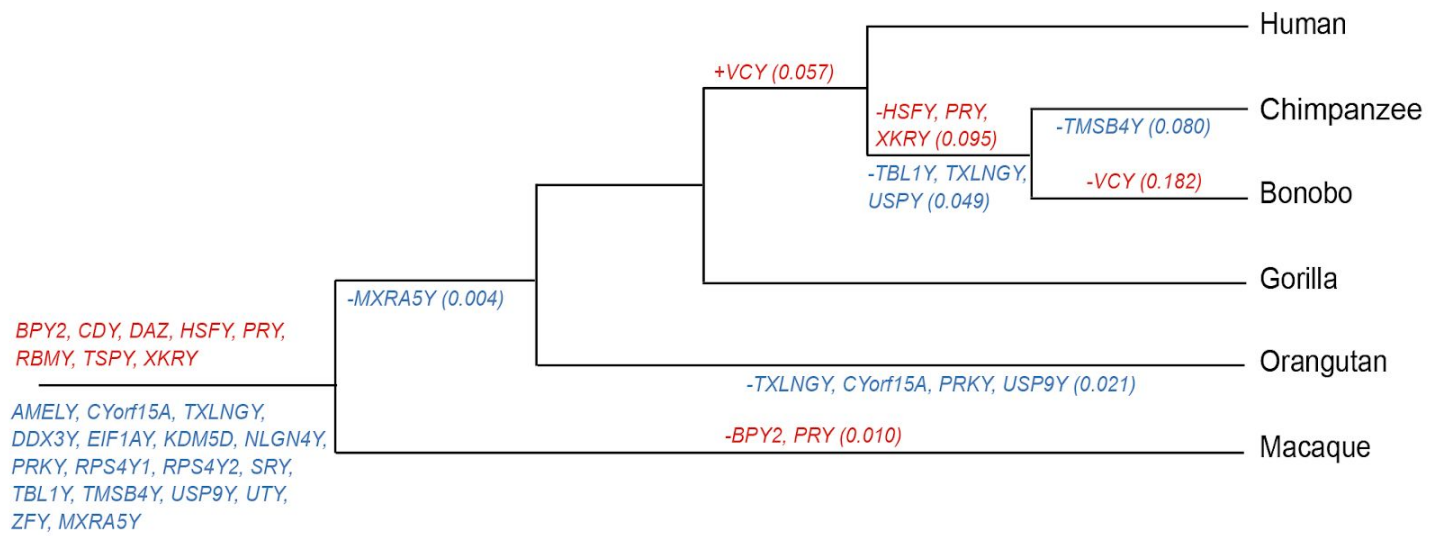 Human
+VCY (0.057)
-HSFY, PRY,
XKRY (0.095)
Chimpanzee
-TMSB4Y (0.080)
-TBL1Y, TXLNGY,
USPY (0.049)
-VCY (0.182)
Bonobo
Gorilla
-MXRA5Y (0.004)
BPY2, CDY, DAZ, HSFY, PRY,
RBMY, TSPY, XKRY
Orangutan
-TXLNGY, CYorf15A, PRKY, USP9Y (0.021)
AMELY, CYorf15A, TXLNGY,
DDX3Y, EIF1AY, KDM5D, NLGN4Y,
PRKY, RPS4Y1, RPS4Y2, SRY,
TBL1Y, TMSB4Y, USP9Y, UTY,
ZFY, MXRA5Y
-BPY2, PRY (0.010)
Macaque